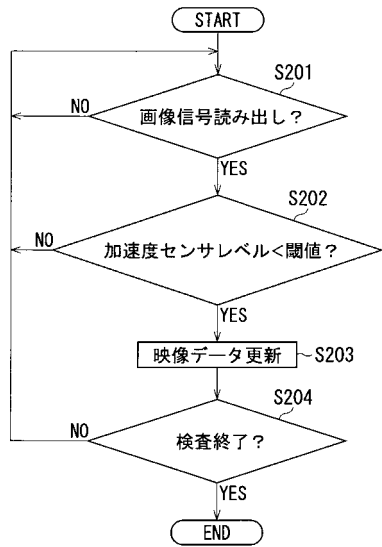 START
S201
NO
画像信号読み出し？
YES
S202
NO
加速度センサレベル<閾値？
YES
映像データ更新
S203
S204
NO
検査終了？
YES
END